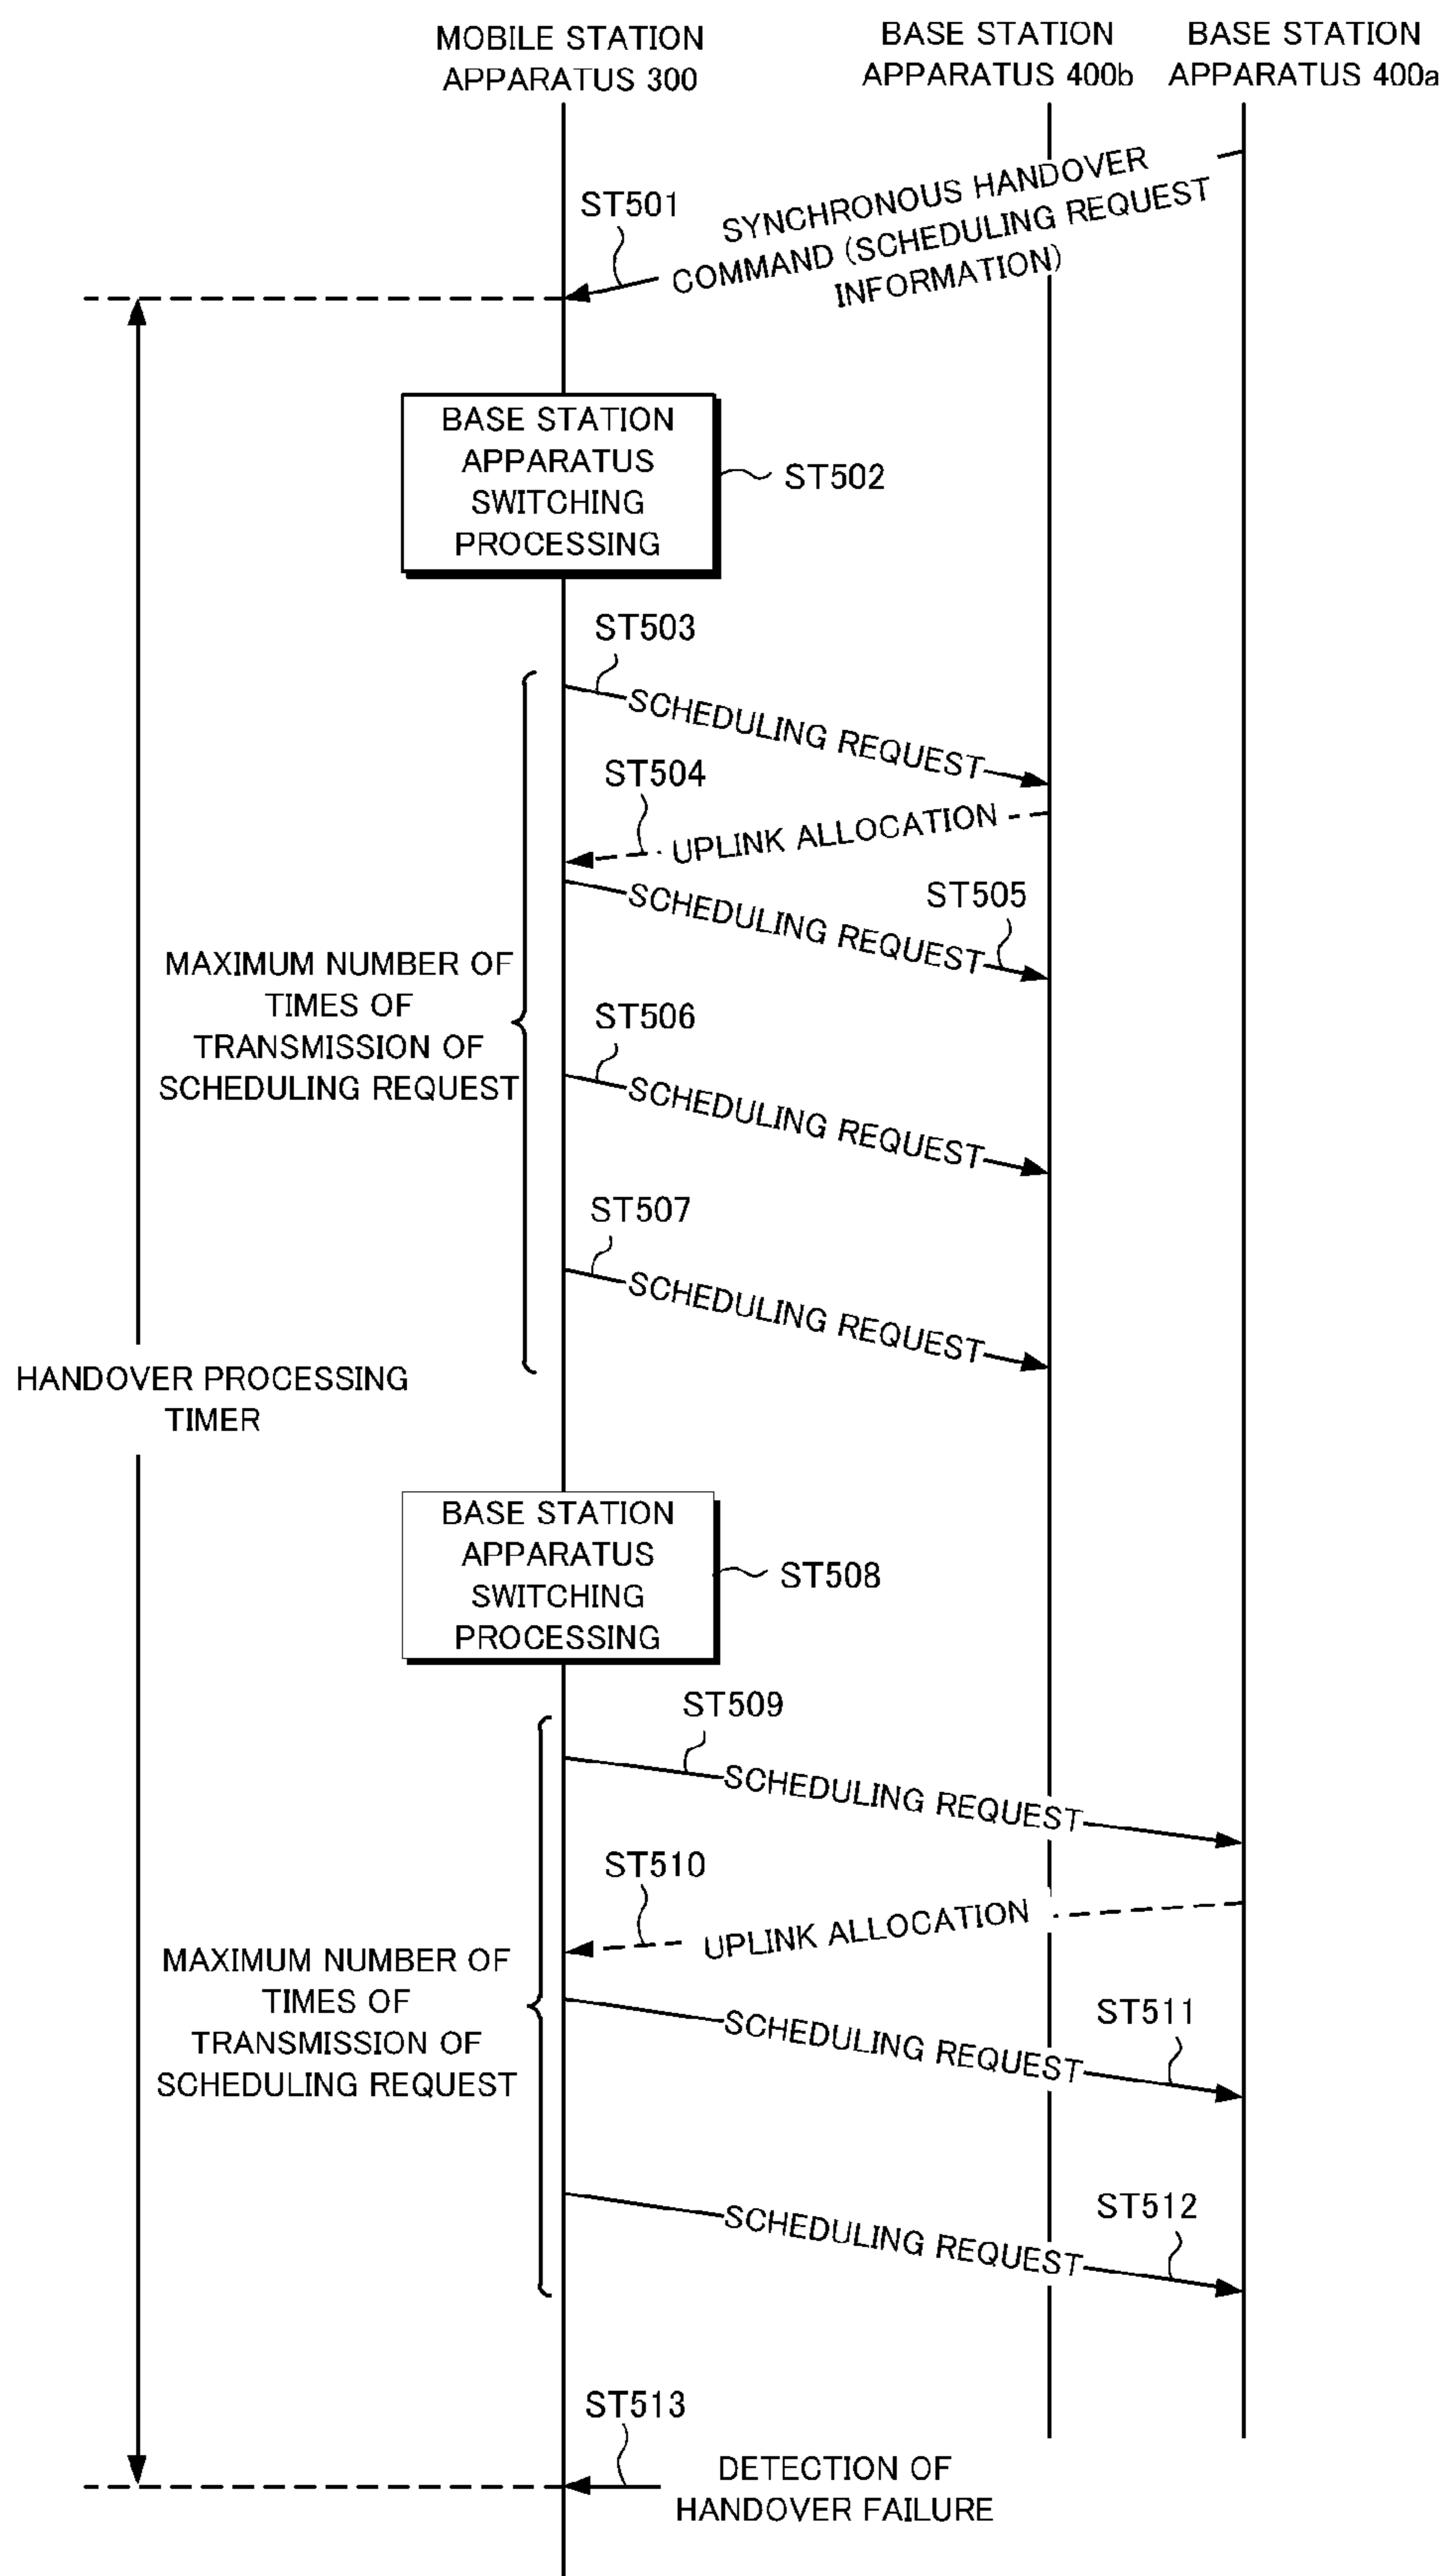 MOBILE STATION
APPARATUS 300
BASE STATION
APPARATUS 400b
BASE STATION
APPARATUS 400a
ST501
SYNCHRONOUS HANDOVER
COMMAND (SCHEDULING REQUEST
INFORMATION)
BASE STATION
APPARATUS
SWITCHING
PROCESSING
ST502
ST503
SCHEDULING REQUEST
ST504
UPLINK ALLOCATION
ST505
SCHEDULING REQUEST
MAXIMUM NUMBER OF
TIMES OF
TRANSMISSION OF
SCHEDULING REQUEST
ST506
SCHEDULING REQUEST
ST507
SCHEDULING REQUEST
HANDOVER PROCESSING
TIMER
BASE STATION
APPARATUS
SWITCHING
PROCESSING
ST508
ST509
SCHEDULING REQUEST
ST510
UPLINK ALLOCATION
MAXIMUM NUMBER OF
TIMES OF
TRANSMISSION OF
SCHEDULING REQUEST
ST511
SCHEDULING REQUEST
ST512
SCHEDULING REQUEST
ST513
DETECTION OF
HANDOVER FAILURE